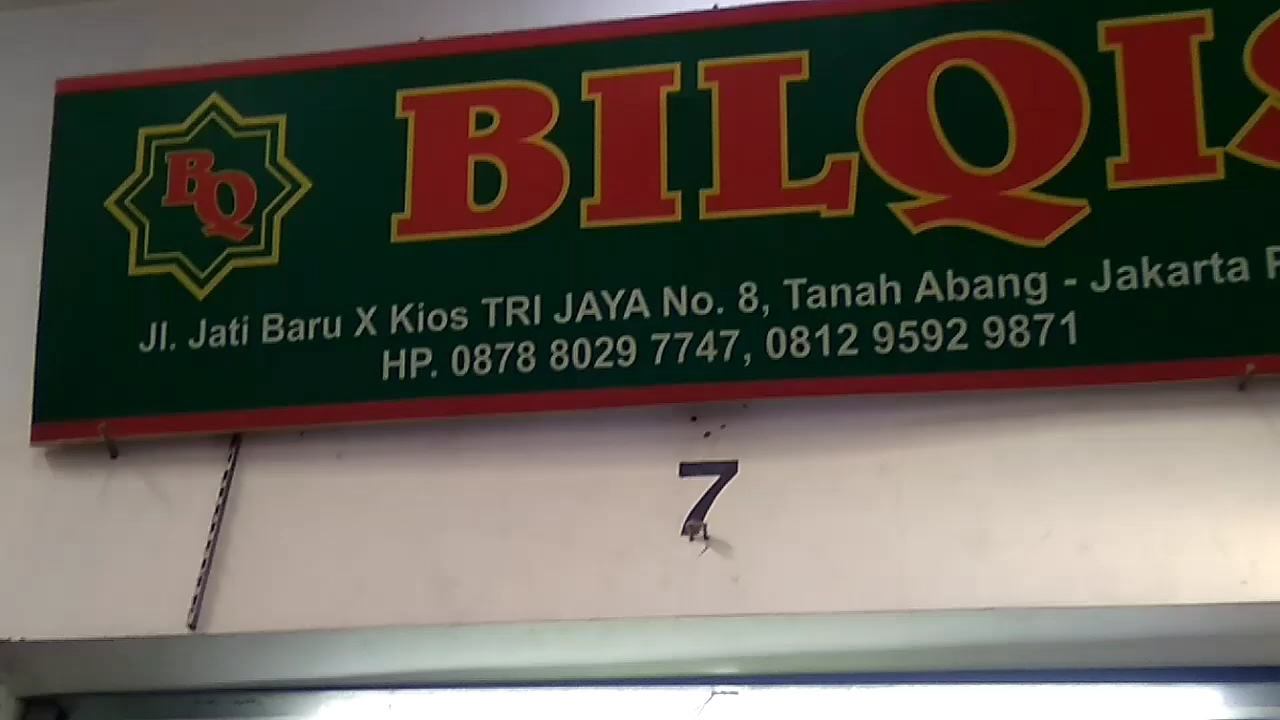 BQ
BILQIS
Jl. Jati Baru X Kios TRI JAYA No. 8, Tanah Abang - Jakarta
HP. 0878 8029 7747, 0812 9592 9871
7